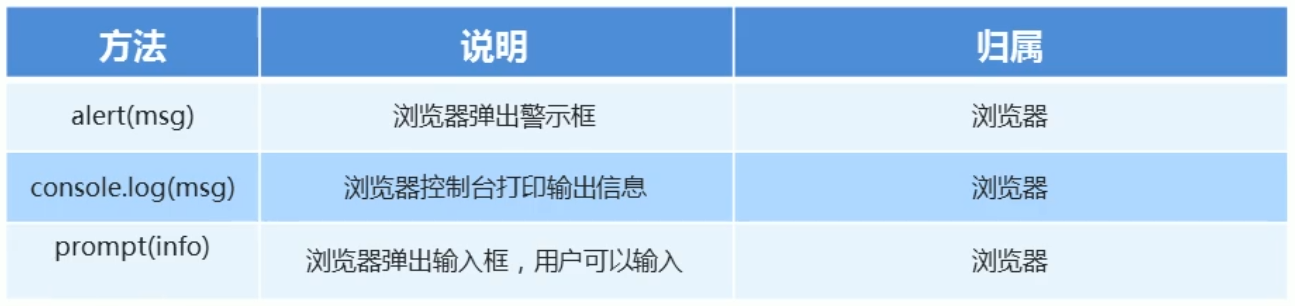 方法 说明 归属
alert(msg) 浏览器弹出警示框 浏览器
console.log(msg) 浏览器控制台打印输出信息 浏览器
prompt(info) 浏览器弹出输入框，用户可以输入 浏览器